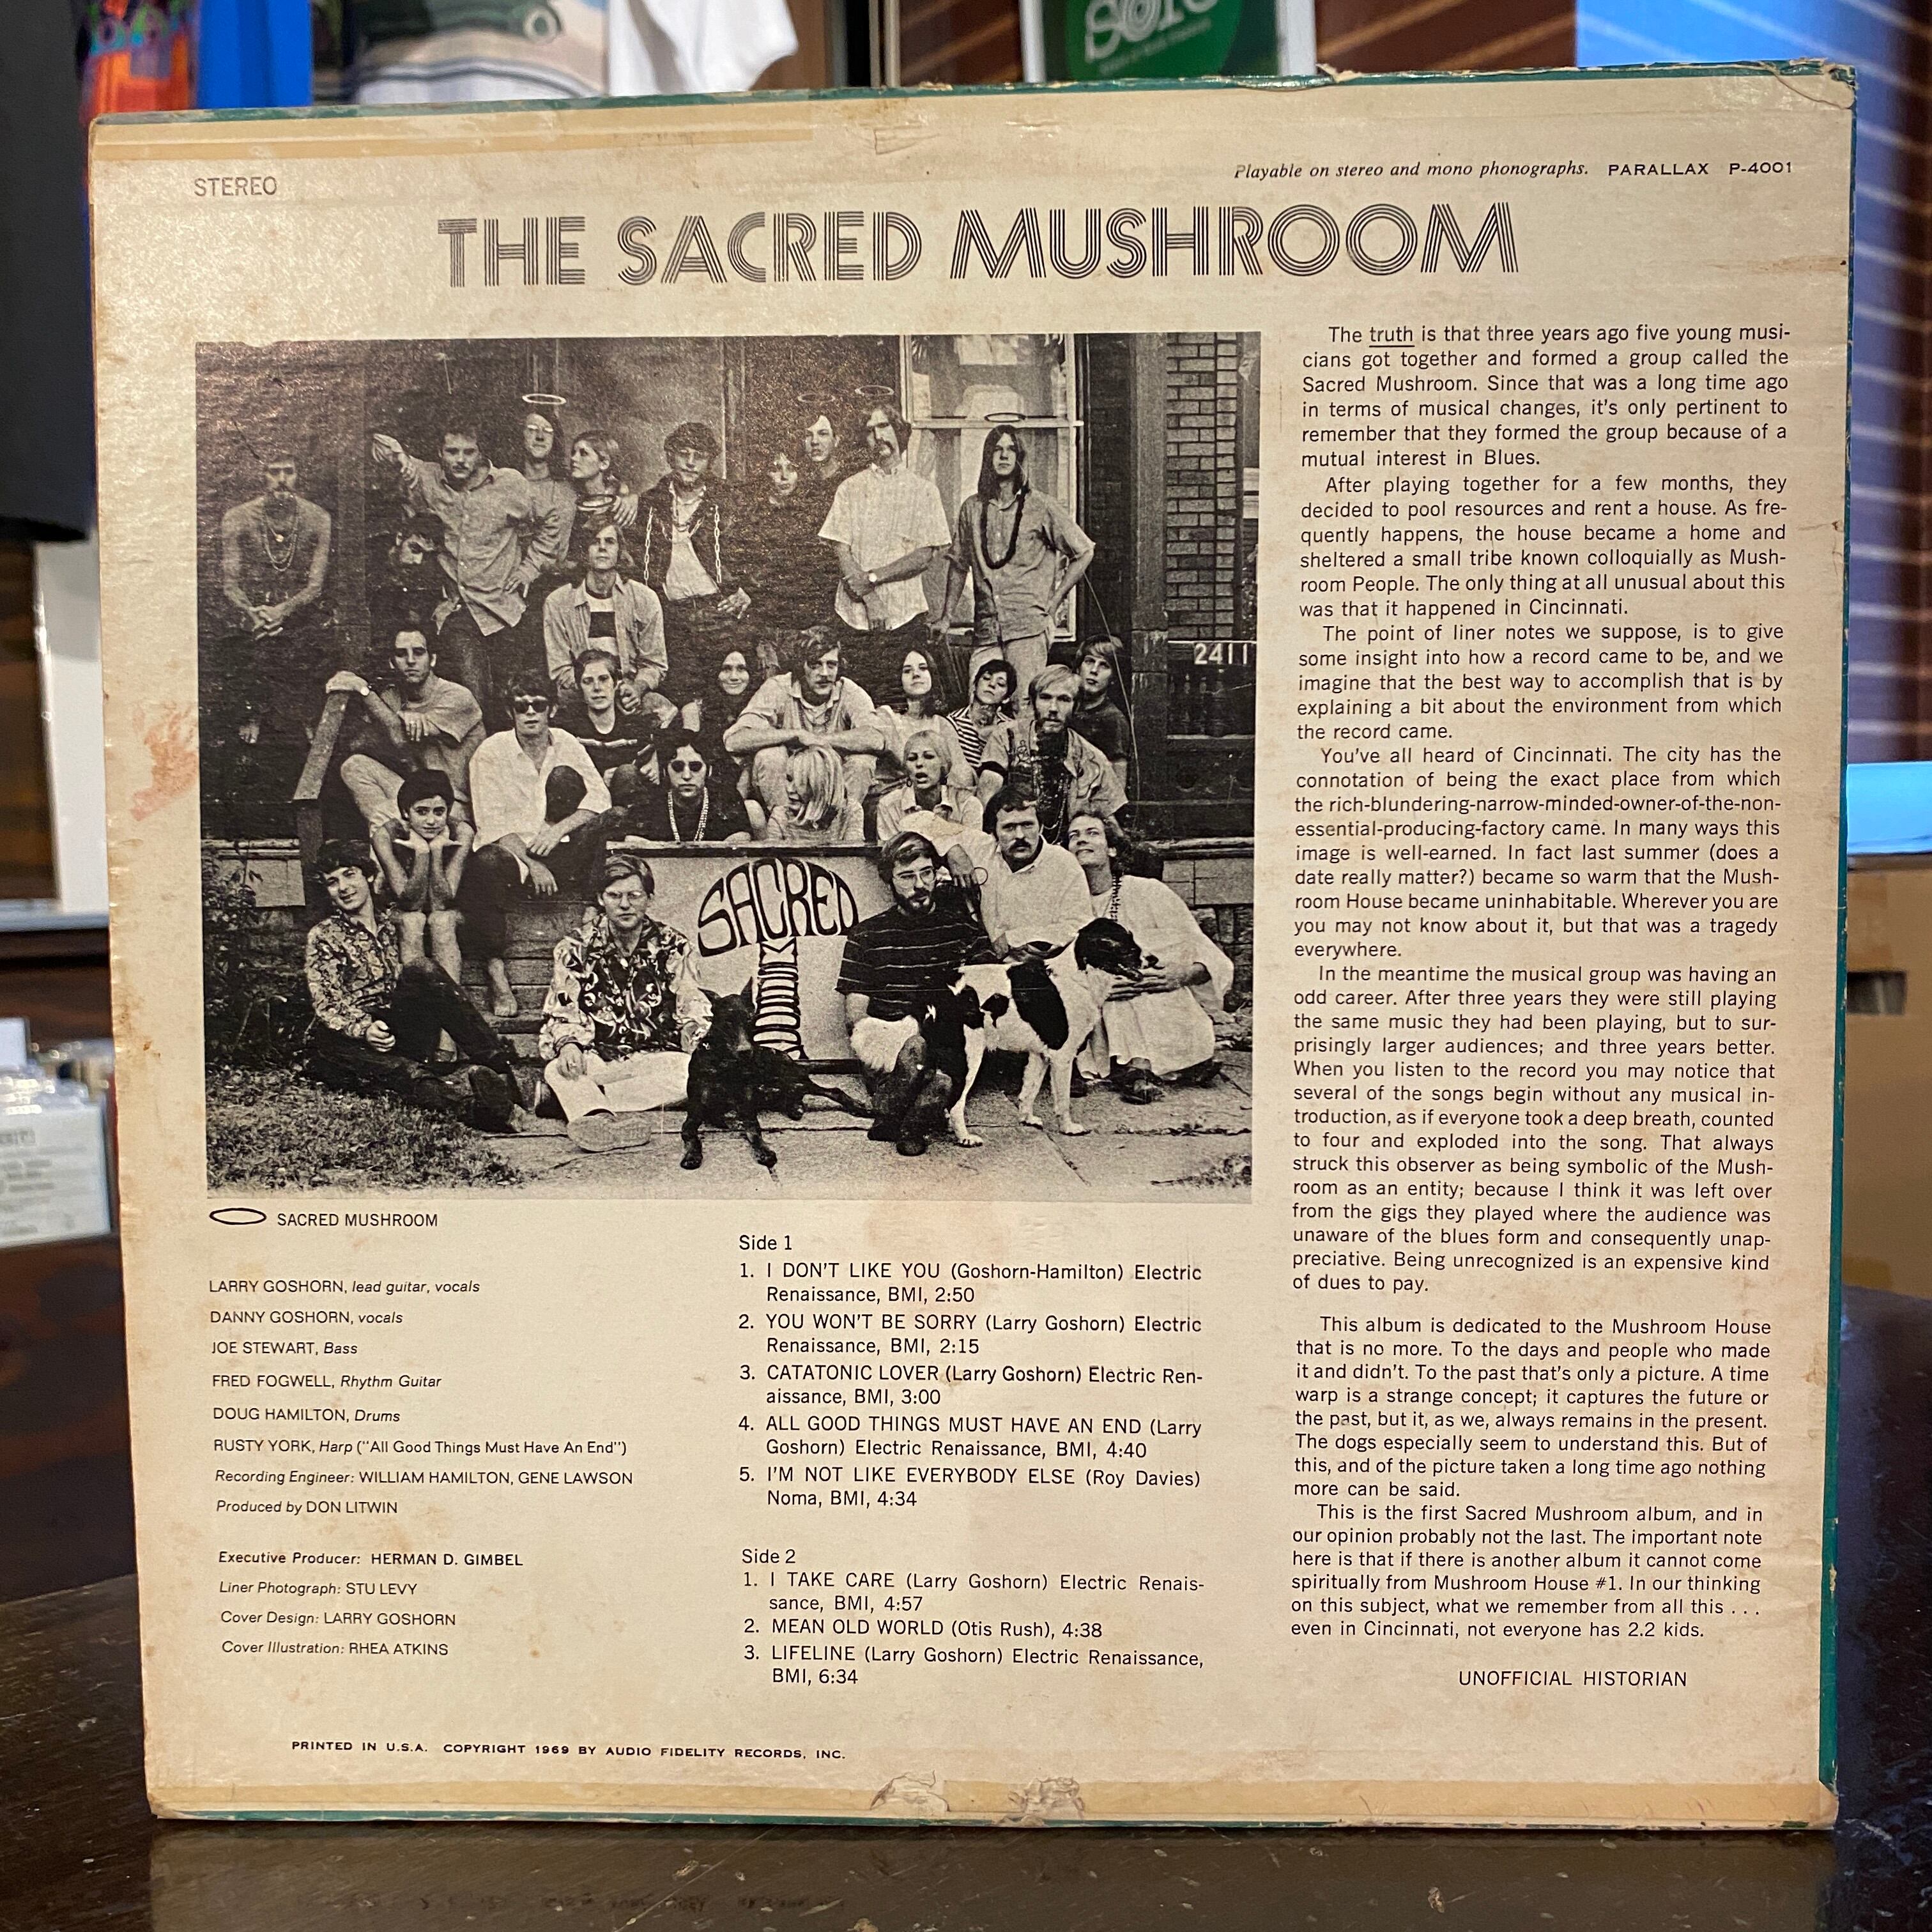 STEREO
Playable on stereo and mono phonographs. PARALLAX P-4001
THE SACRED MUSHROOM
2411
SACRED
SACRED MUSHROOM
LARRY GOSHORN, lead guitar, vocals
DANNY GOSHORN, vocals
JOE STEWART, Bass
FRED FOGWELL, Rhythm Guitar
DOUG HAMILTON, Drums
RUSTY YORK, Harp ("All Good Things Must Have An End")
Recording Engineer: WILLIAM HAMILTON, GENE LAWSON
Produced by DON LITWIN
Executive Producer: HERMAN D. GIMBEL
Liner Photograph: STU LEVY
Cover Design: LARRY GOSHORN
Cover Illustration: RHEA ATKINS
Side 1
1. I DON'T LIKE YOU (Goshorn-Hamilton) Electric
Renaissance, BMI, 2:50
2. YOU WON'T BE SORRY (Larry Goshorn) Electric
Renaissance, BMI, 2:15
3. CATATONIC LOVER (Larry Goshorn) Electric Ren-
aissance, BMI, 3:00
4. ALL GOOD THINGS MUST HAVE AN END (Larry
Goshorn) Electric Renaissance, BMI, 4:40
5. I'M NOT LIKE EVERYBODY ELSE (Roy Davies)
Noma, BMI, 4:34
Side 2
1. I TAKE CARE (Larry Goshorn) Electric Renais-
sance, BMI, 4:57
2. MEAN OLD WORLD (Otis Rush), 4:38
3. LIFELINE (Larry Goshorn) Electric Renaissance,
BMI, 6:34
The truth is that three years ago five young musi-
cians got together and formed a group called the
Sacred Mushroom. Since that was a long time ago
in terms of musical changes, it's only pertinent to
remember that they formed the group because of a
mutual interest in Blues.
After playing together for a few months, they
decided to pool resources and rent a house. As fre-
quently happens, the house became a home and
sheltered a small tribe known colloquially as Mush-
room People. The only thing at all unusual about this
was that it happened in Cincinnati.
The point of liner notes we suppose, is to give
some insight into how a record came to be, and we
imagine that the best way to accomplish that is by
explaining a bit about the environment from which
the record came.
You've all heard of Cincinnati. The city has the
connotation of being the exact place from which
the rich-blundering-narrow-minded-owner-of-the-non-
essential-producing-factory came. In many ways this
image is well-earned. In fact last summer (does a
date really matter?) became so warm that the Mush-
room House became uninhabitable. Wherever you are
you may not know about it, but that was a tragedy
everywhere.
In the meantime the musical group was having an
odd career. After three years they were still playing
the same music they had been playing, but to sur-
prisingly larger audiences; and three years better.
When you listen to the record you may notice that
several of the songs begin without any musical in-
troduction, as if everyone took a deep breath, counted
to four and exploded into the song. That always
struck this observer as being symbolic of the Mush-
room as an entity; because I think it was left over
from the gigs they played where the audience was
unaware of the blues form and consequently unap-
preciative. Being unrecognized is an expensive kind
of dues to pay.
This album is dedicated to the Mushroom House
that is no more. To the days and people who made
it and didn't. To the past that's only a picture. A time
warp is a strange concept; it captures the future or
the past, but it, as we, always remains in the present.
The dogs especially seem to understand this. But of
this, and of the picture taken a long time ago nothing
more can be said.
This is the first Sacred Mushroom album, and in
our opinion probably not the last. The important note
here is that if there is another album it cannot come
spiritually from Mushroom House #1. In our thinking
on this subject, what we remember from all this . . .
even in Cincinnati, not everyone has 2.2 kids.
UNOFFICIAL HISTORIAN
PRINTED IN U.S.A. COPYRIGHT 1969 BY AUDIO FIDELITY RECORDS, INC.